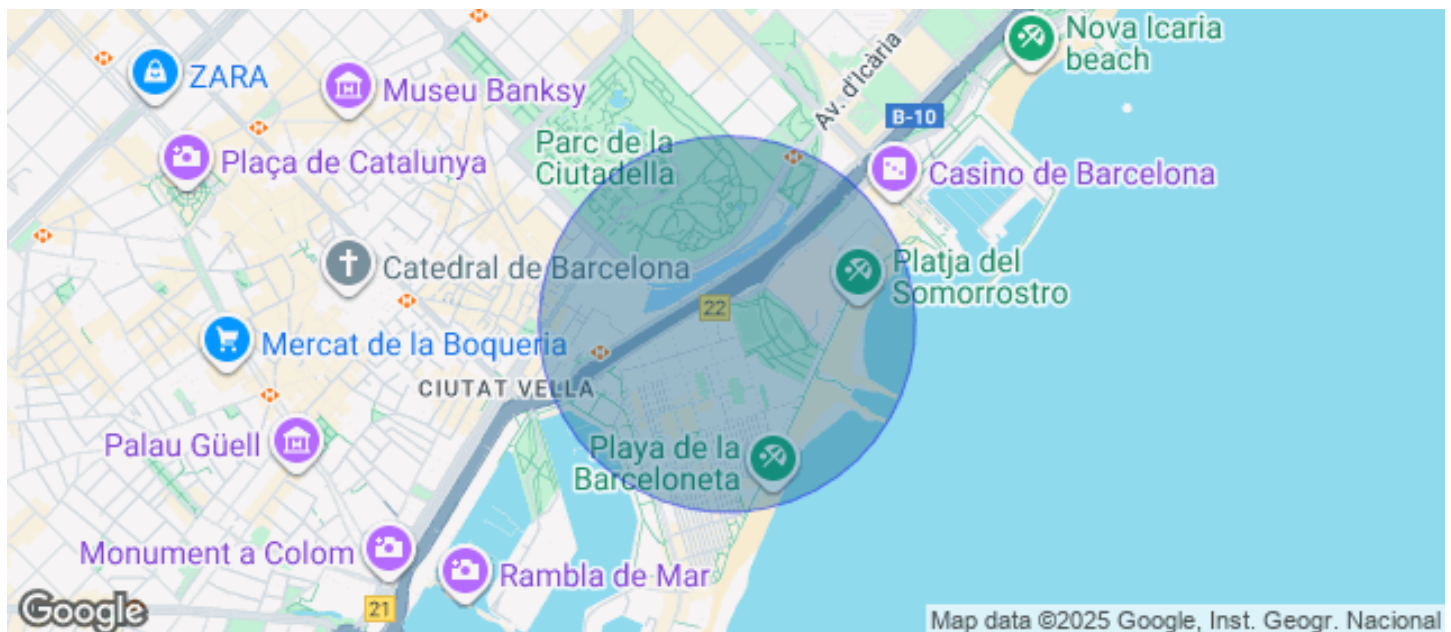 Nova Icaria
beach
ZARA
Museu Banksy
Av. d'Icària
B-10
Parc de la
Ciutadella
Plaça de Catalunya
Casino de Barcelona
Catedral de Barcelona
Platja del
Somorrostro
22
Mercat de la Boqueria
CIUTAT VELLA
Palau Güell
Playa de la
Barceloneta
Monument a Colom
Rambla de Mar
Google
21
Map data ©2025 Google, Inst. Geogr. Nacional